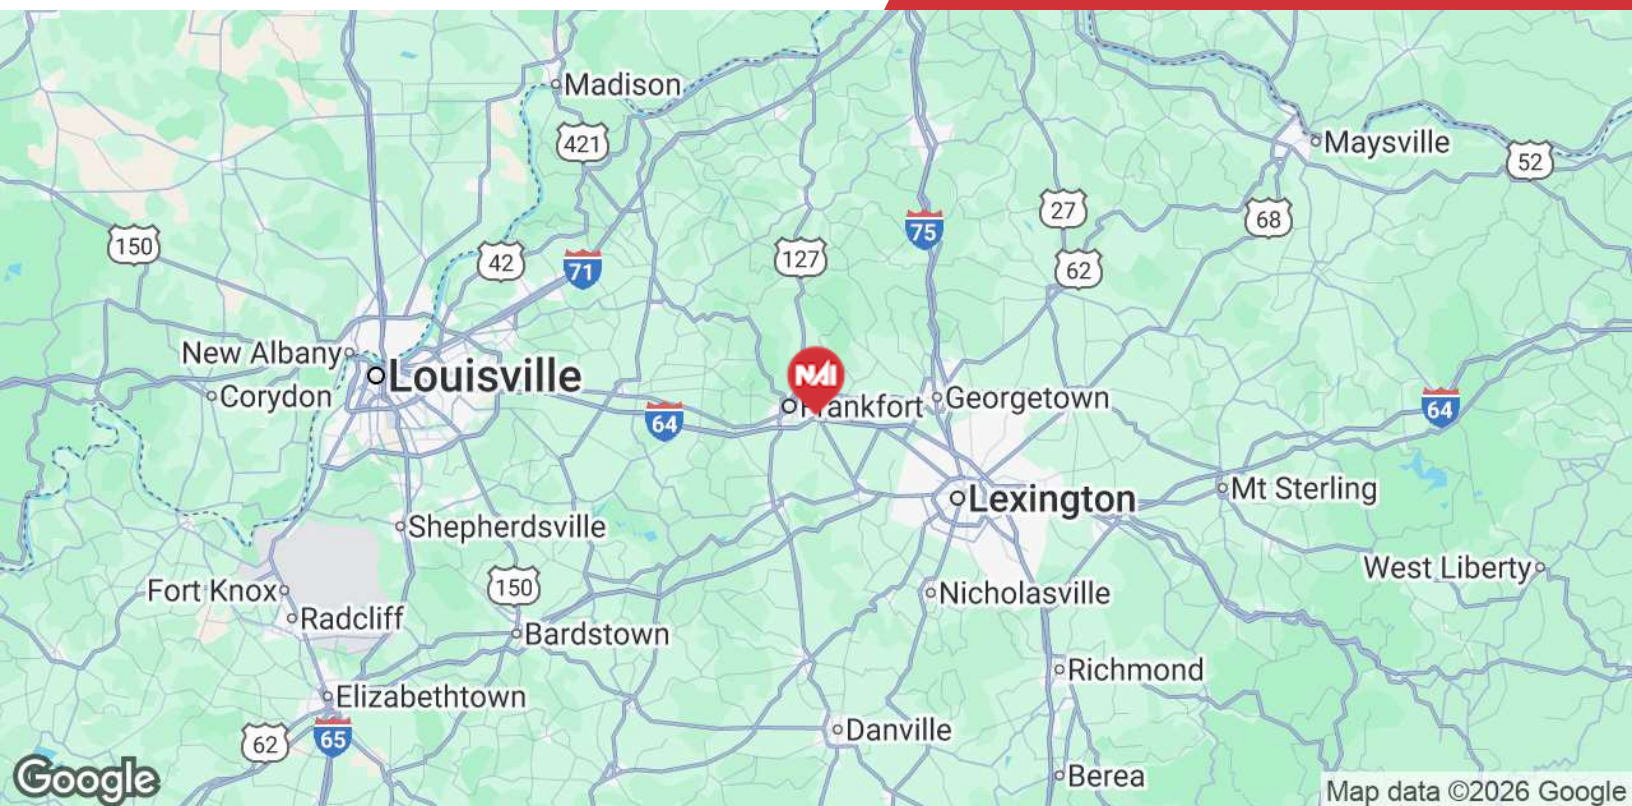 Madison
421
Maysville
52
27
68
150
75
42
127
62
71
New Albany
NAI
Louisville
Corydon
Frankfort
Georgetown
64
64
Mt Sterling
Lexington
Shepherdsville
West Liberty
Fort Knox
150
Nicholasville
Radcliff
Bardstown
Richmond
Elizabethtown
Danville
62
65
Berea
Google
Map data ©2026 Google